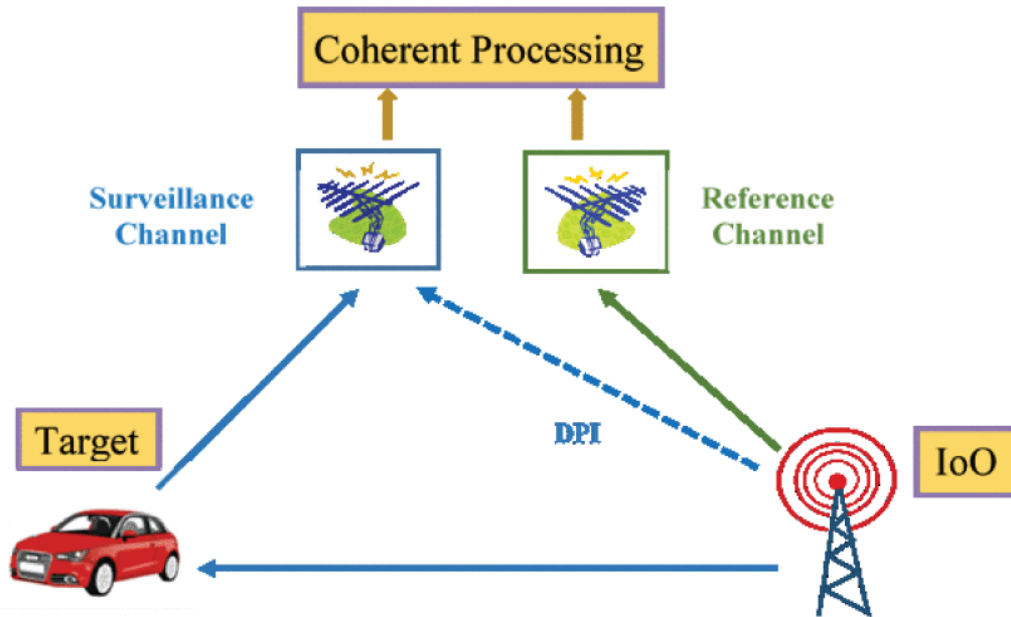 Coherent Processing
Surveillance
Channel
Reference
Channel
DPI
Target
IoO